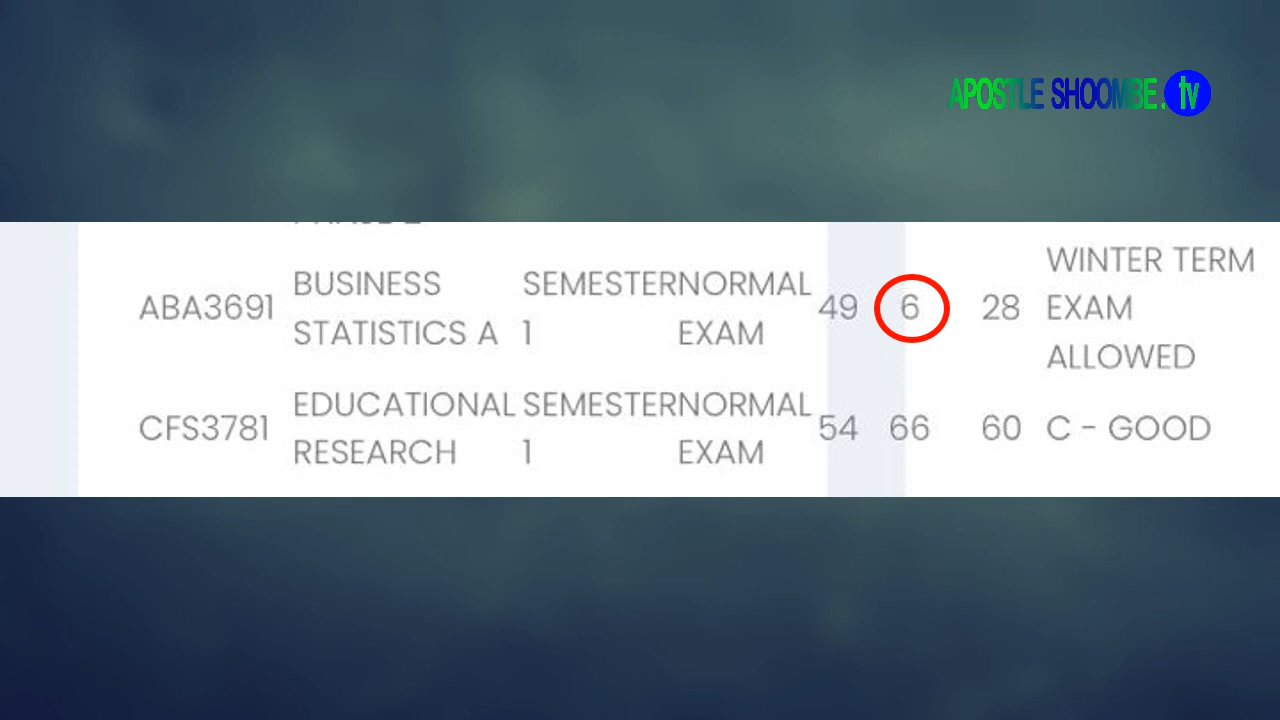 APOSTLE SHOOMBE.tv
ABA3691 BUSINESS STATISTICS A SEMESTER 1 NORMAL EXAM 49 6 28 WINTER TERM EXAM ALLOWED
CFS3781 EDUCATIONAL RESEARCH SEMESTER 1 NORMAL EXAM 54 66 60 C - GOOD